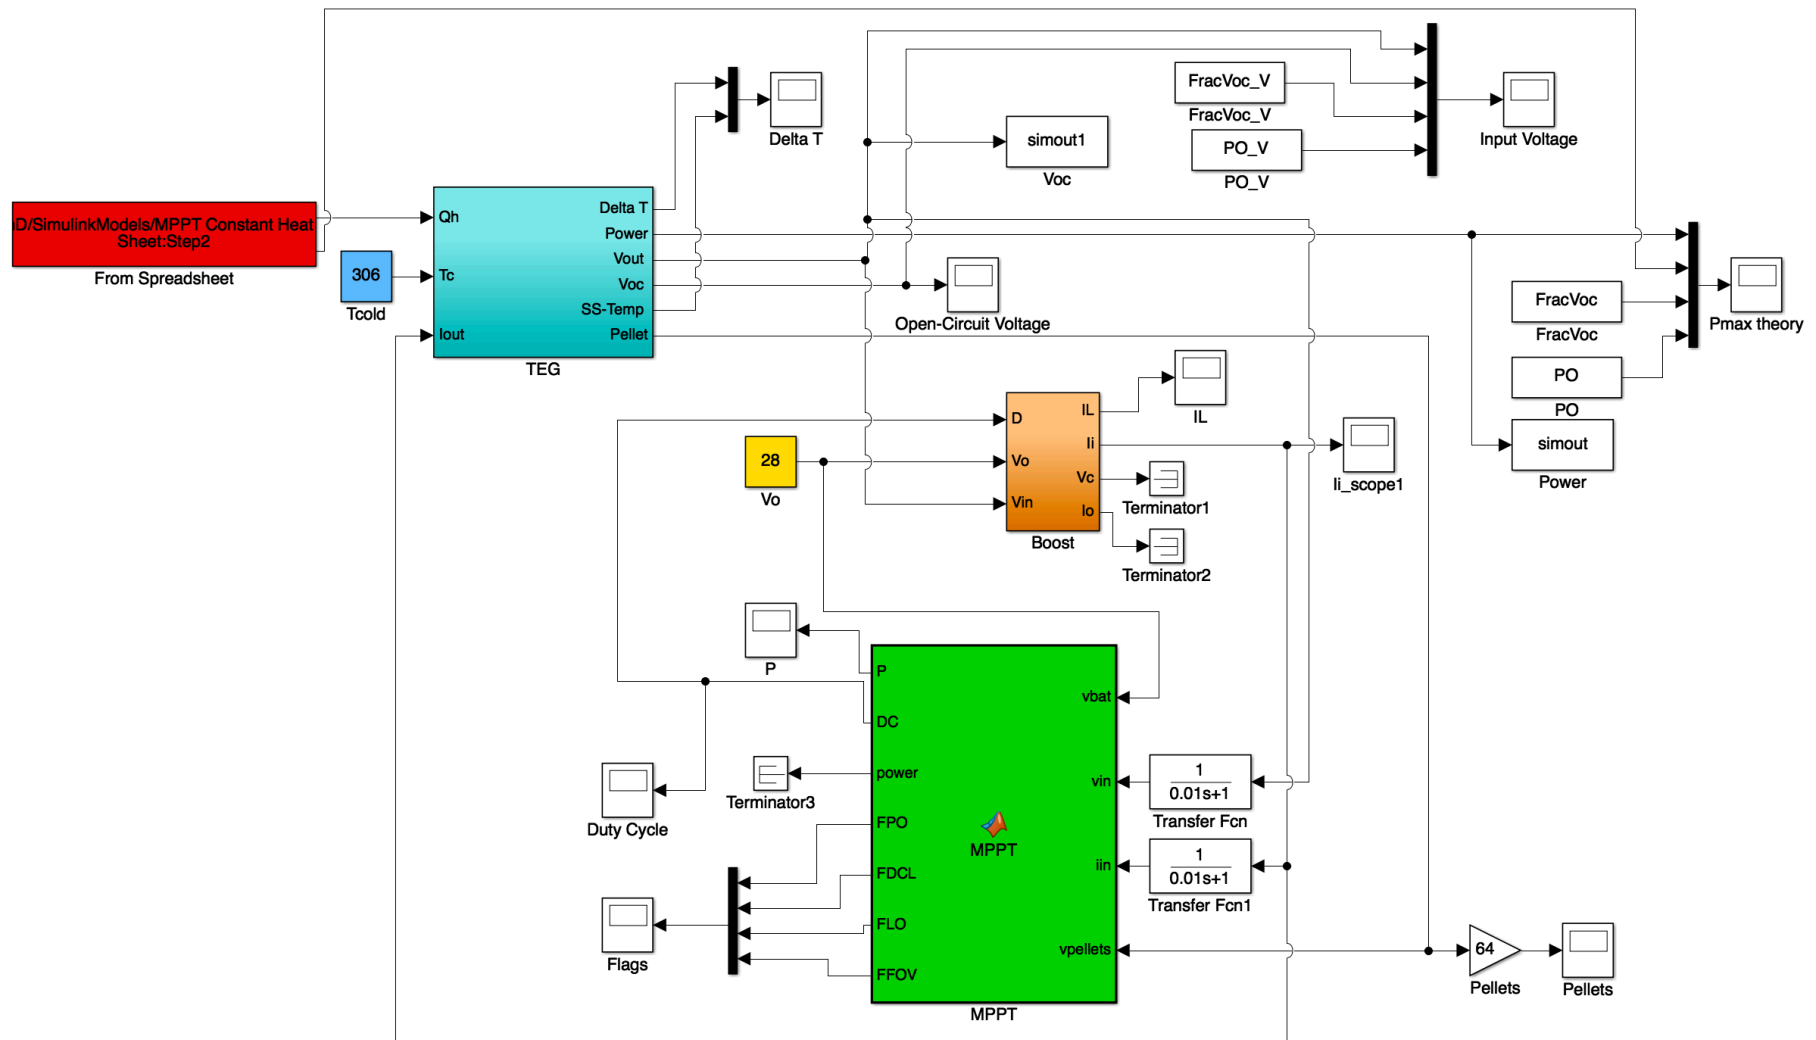 Delta T
FracVoc_V
FracVoc_V
PO_V
PO_V
simout1
Voc
Input Voltage
D/SimulinkModels/MPPT Constant Heat
Sheet:Step2
From Spreadsheet
306
Tcold
Qh
Tc
Iout
Delta T
Power
Vout
Voc
SS-Temp
Pellet
TEG
Open-Circuit Voltage
FracVoc
FracVoc
PO
PO
simout
Power
Pmax theory
28
Vo
D
Vo
Vin
IL
Ii
Vc
Io
Boost
IL
Ii_scope1
Terminator1
Terminator2
P
Duty Cycle
Terminator3
Flags
P
DC
power
FPO
FDCL
FLO
FFOV
MPPT
vbat
vin
iin
vpellets
MPPT
1
0.01s+1
Transfer Fcn
1
0.01s+1
Transfer Fcn1
64
Pellets
Pellets